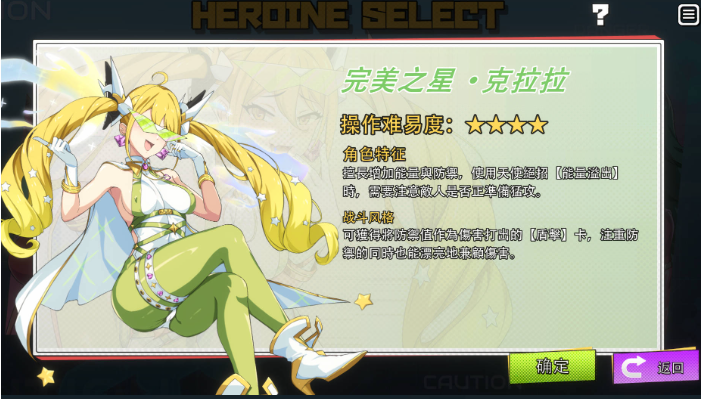 ON
HEROINE SELECT
?
完美之星·克拉拉
操作难易度：★★★★
角色特征
擅長增加能量與防禦，使用天使絕招【能量溢出】
時，需要注意敵人是否正準備猛攻。
战斗风格
可獲得將防禦值作為傷害打出的【盾擊】卡，注重防
禦的同時也能漂亮地兼顧傷害。
确定
返回
CAUTION